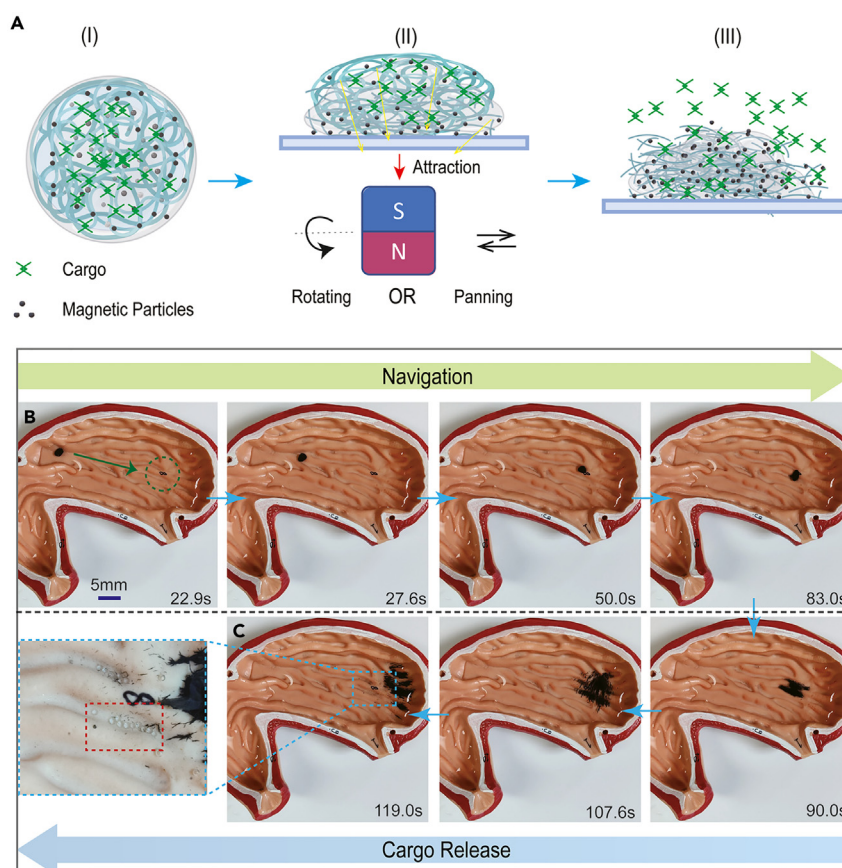 A
(I)
(II)
(III)
Attraction
S
N
Rotating OR Panning
Cargo
Magnetic Particles
Navigation
B
5mm
22.9s
27.6s
50.0s
83.0s
C
8
119.0s
107.6s
90.0s
Cargo Release